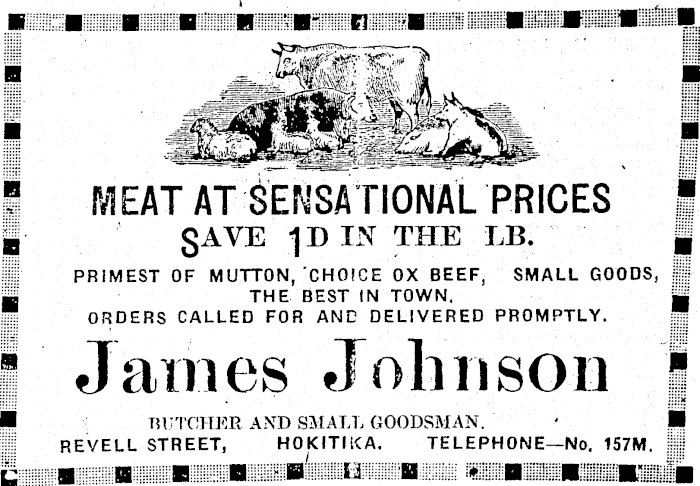 MEAT AT SENSATIONAL PRICES
SAVE 1D IN THE LB.
PRIMEST OF MUTTON, CHOICE OX BEEF, SMALL GOODS,
THE BEST IN TOWN.
ORDERS CALLED FOR AND DELIVERED PROMPTLY.
James Johnson
BUTCHER AND SMALL GOODSMAN.
REVELL STREET, HOKITIKA. TELEPHONE—No. 157M.